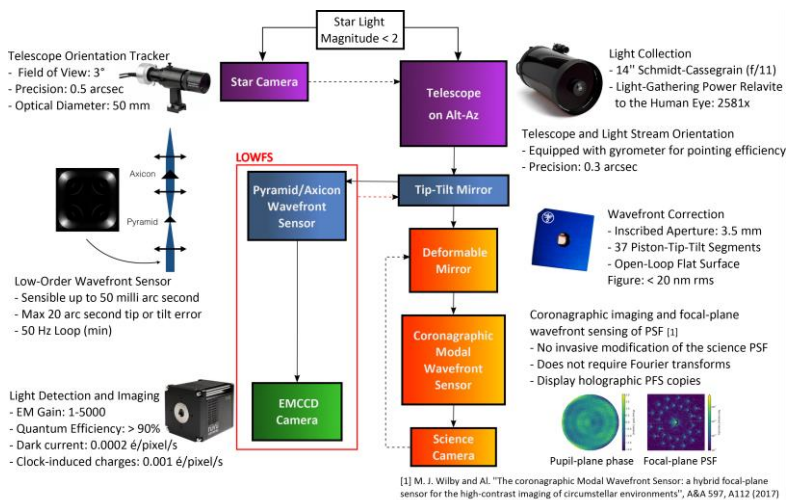 Star Light
Magnitude < 2
Telescope Orientation Tracker
- Field of View: 3°
- Precision: 0.5 arcsec
- Optical Diameter: 50 mm
Star Camera
Telescope
on Alt-Az
Light Collection
- 14'' Schmidt-Cassegrain (f/11)
- Light-Gathering Power Relavite
to the Human Eye: 2581x
Telescope and Light Stream Orientation
- Equipped with gyrometer for pointing efficiency
- Precision: 0.3 arcsec
LOWFS
Axicon
Pyramid
Pyramid/Axicon
Wavefront
Sensor
Tip-Tilt Mirror
Wavefront Correction
- Inscribed Aperture: 3.5 mm
- 37 Piston-Tip-Tilt Segments
- Open-Loop Flat Surface
Figure: < 20 nm rms
Deformable
Mirror
Low-Order Wavefront Sensor
- Sensible up to 50 milli arc second
- Max 20 arc second tip or tilt error
- 50 Hz Loop (min)
Coronagraphic
Modal
Wavefront
Sensor
Coronagraphic imaging and focal-plane
wavefront sensing of PSF [1]
- No invasive modification of the science PSF
- Does not require Fourier transforms
- Display holographic PFS copies
Light Detection and Imaging
- EM Gain: 1-5000
- Quantum Efficiency: > 90%
- Dark current: 0.0002 é/pixel/s
- Clock-induced charges: 0.001 é/pixel/s
EMCCD
Camera
Science
Camera
Pupil-plane phase
Focal-plane PSF
[1] M. J. Wilby and Al. "The coronagraphic Modal Wavefront Sensor: a hybrid focal-plane
sensor for the high-contrast imaging of circumstellar environments", A&A 597, A112 (2017)